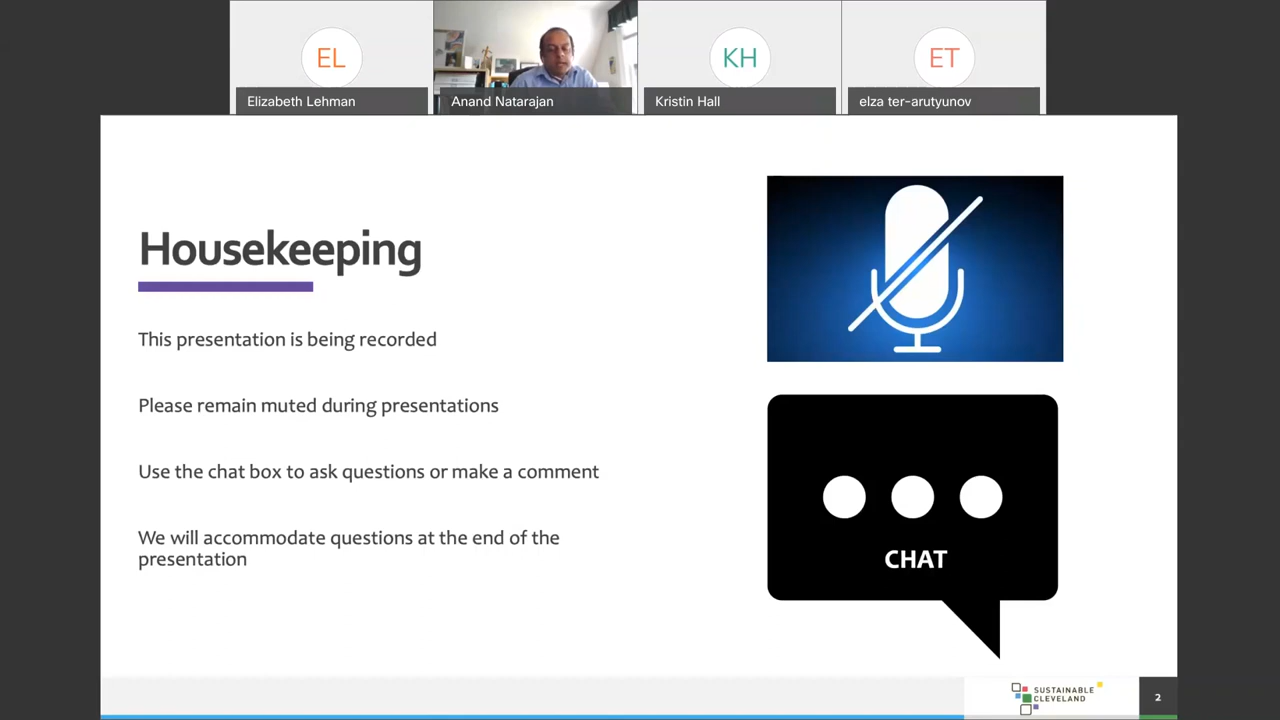 EL
KH
ET
Elizabeth Lehman
Anand Natarajan
Kristin Hall
elza ter-arutyunov
Housekeeping
This presentation is being recorded
Please remain muted during presentations
Use the chat box to ask questions or make a comment
We will accommodate questions at the end of the
presentation
CHAT
SUSTAINABLE
CLEVELAND
2